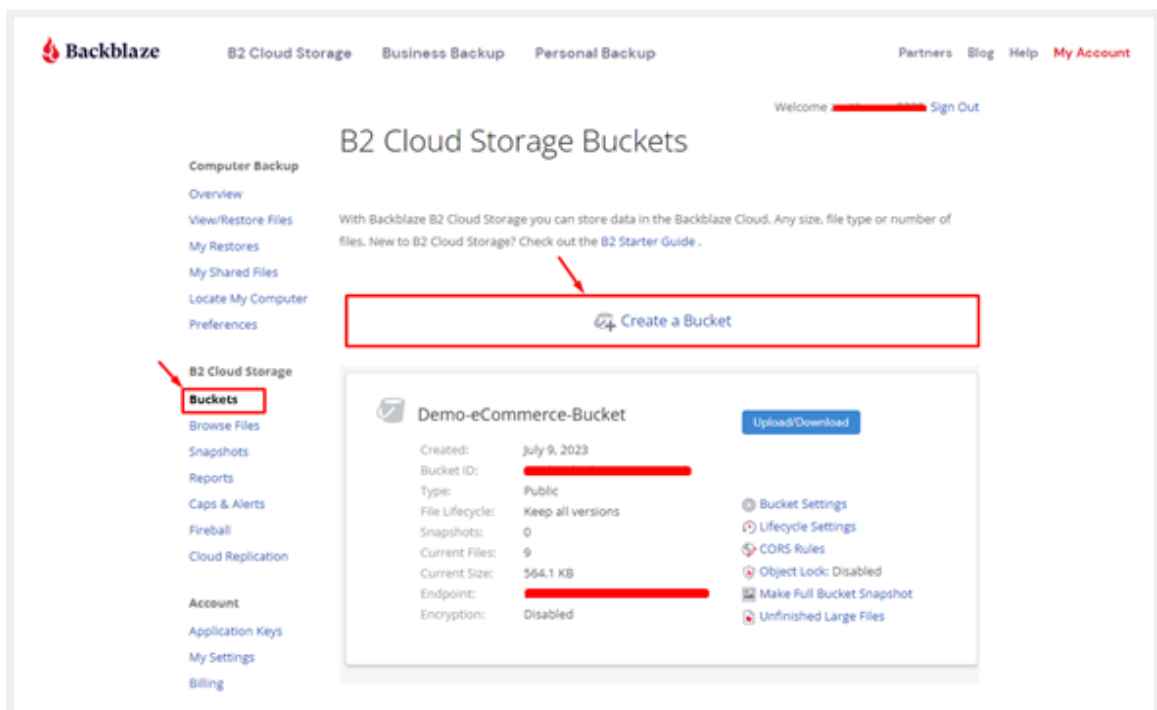 Backblaze B2 Cloud Storage Business Backup Personal Backup Partners Blog Help My Account
Welcome Sign Out
B2 Cloud Storage Buckets
Computer Backup
Overview
View/Restore Files
My Restores
My Shared Files
Locate My Computer
Preferences
B2 Cloud Storage
Buckets
Browse Files
Snapshots
Reports
Caps & Alerts
Fireball
Cloud Replication
Account
Application Keys
My Settings
Billing
With Backblaze B2 Cloud Storage you can store data in the Backblaze Cloud. Any size, file type or number of
files. New to B2 Cloud Storage? Check out the B2 Starter Guide .
Create a Bucket
Demo-eCommerce-Bucket
Upload/Download
Created: July 9, 2023
Bucket ID:
Type: Public
File Lifecycle: Keep all versions
Snapshots: 0
Current Files: 9
Current Size: 564.1 KB
Endpoint:
Encryption: Disabled
Bucket Settings
Lifecycle Settings
CORS Rules
Object Lock: Disabled
Make Full Bucket Snapshot
Unfinished Large Files